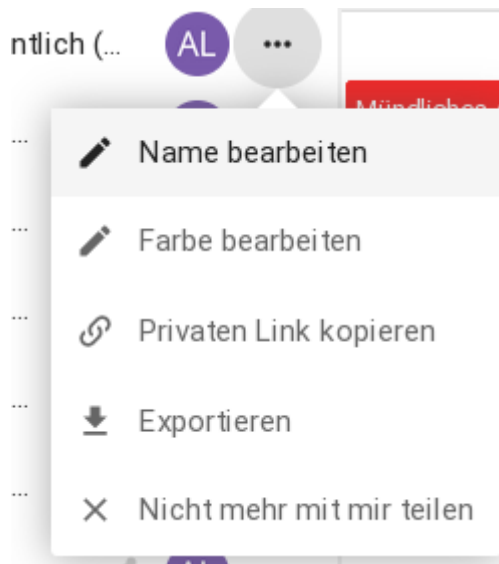 ntlich (...
AL
...
Mündliches
...
Name bearbeiten
...
Farbe bearbeiten
...
Privaten Link kopieren
...
Exportieren
...
Nicht mehr mit mir teilen